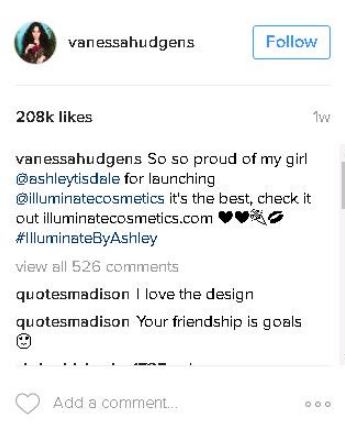 vanessahudgens
Follow
208k likes
1w
vanessahudgens So so proud of my girl
@ashleytisdale for launching
@illuminatecosmetics it's the best, check it
out illuminatecosmetics.com
#IlluminateByAshley
view all 526 comments
quotesmadison I love the design
quotesmadison Your friendship is goals
Add a comment...